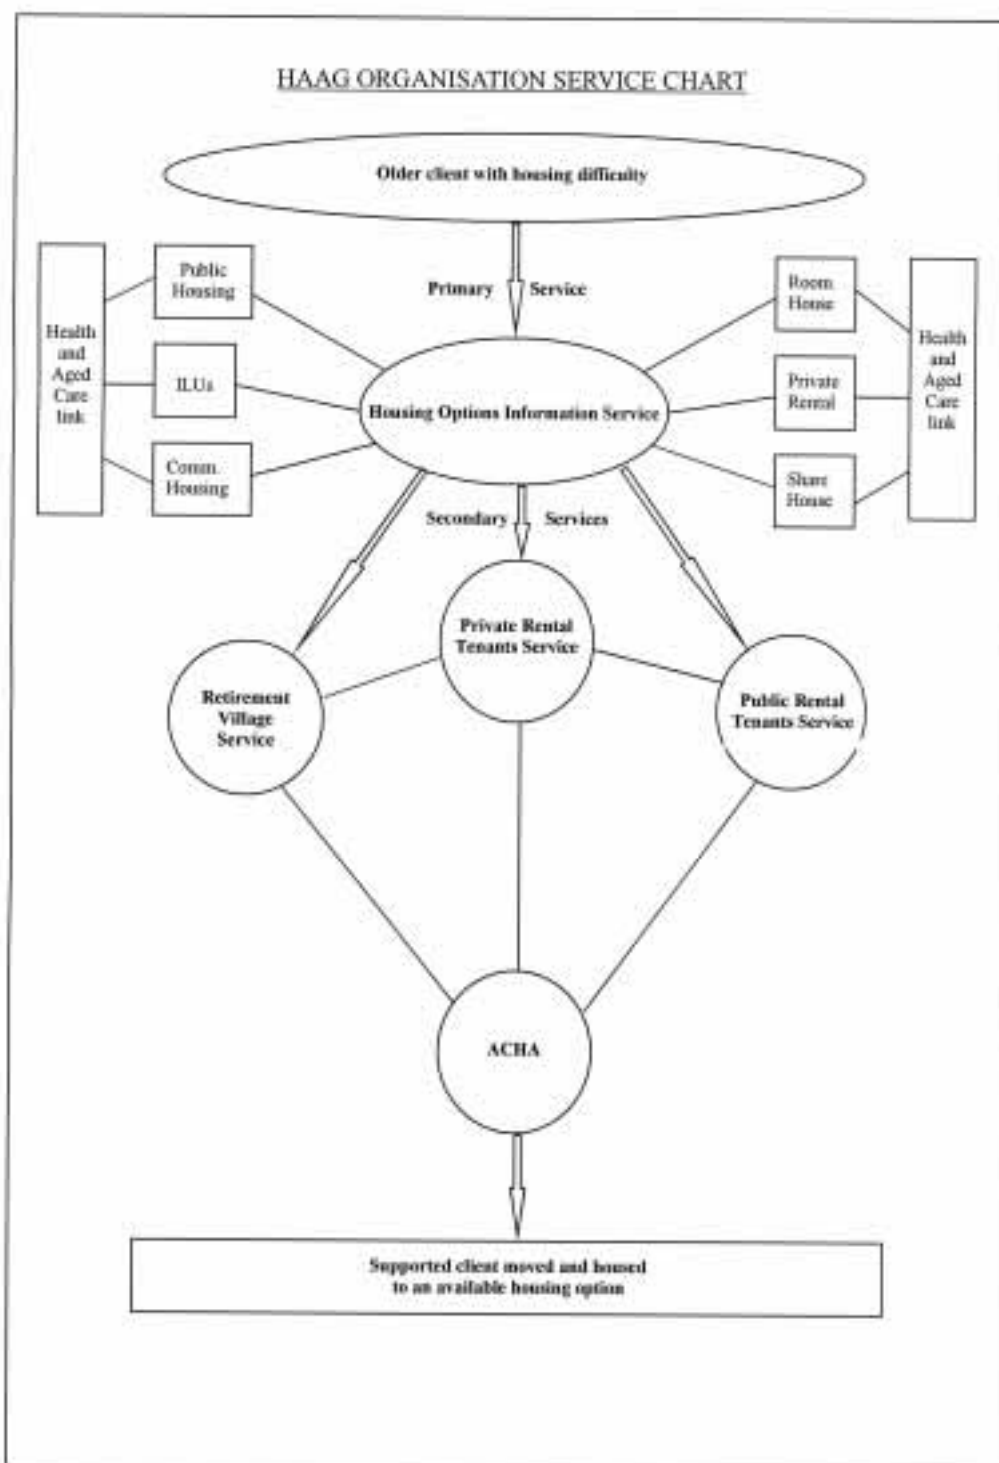 HAAG ORGANISATION SERVICE CHART
Older client with housing difficulty
Primary Service
Health
and
Aged
Care
link
Public
Housing
ILUs
Comm.
Housing
Housing Options Information Service
Room
House
Private
Rental
Share
House
Health
and
Aged
Care
link
Secondary Services
Retirement
Village
Service
Private Rental
Tenants Service
Public Rental
Tenants Service
ACHA
Supported client moved and housed
to an available housing option